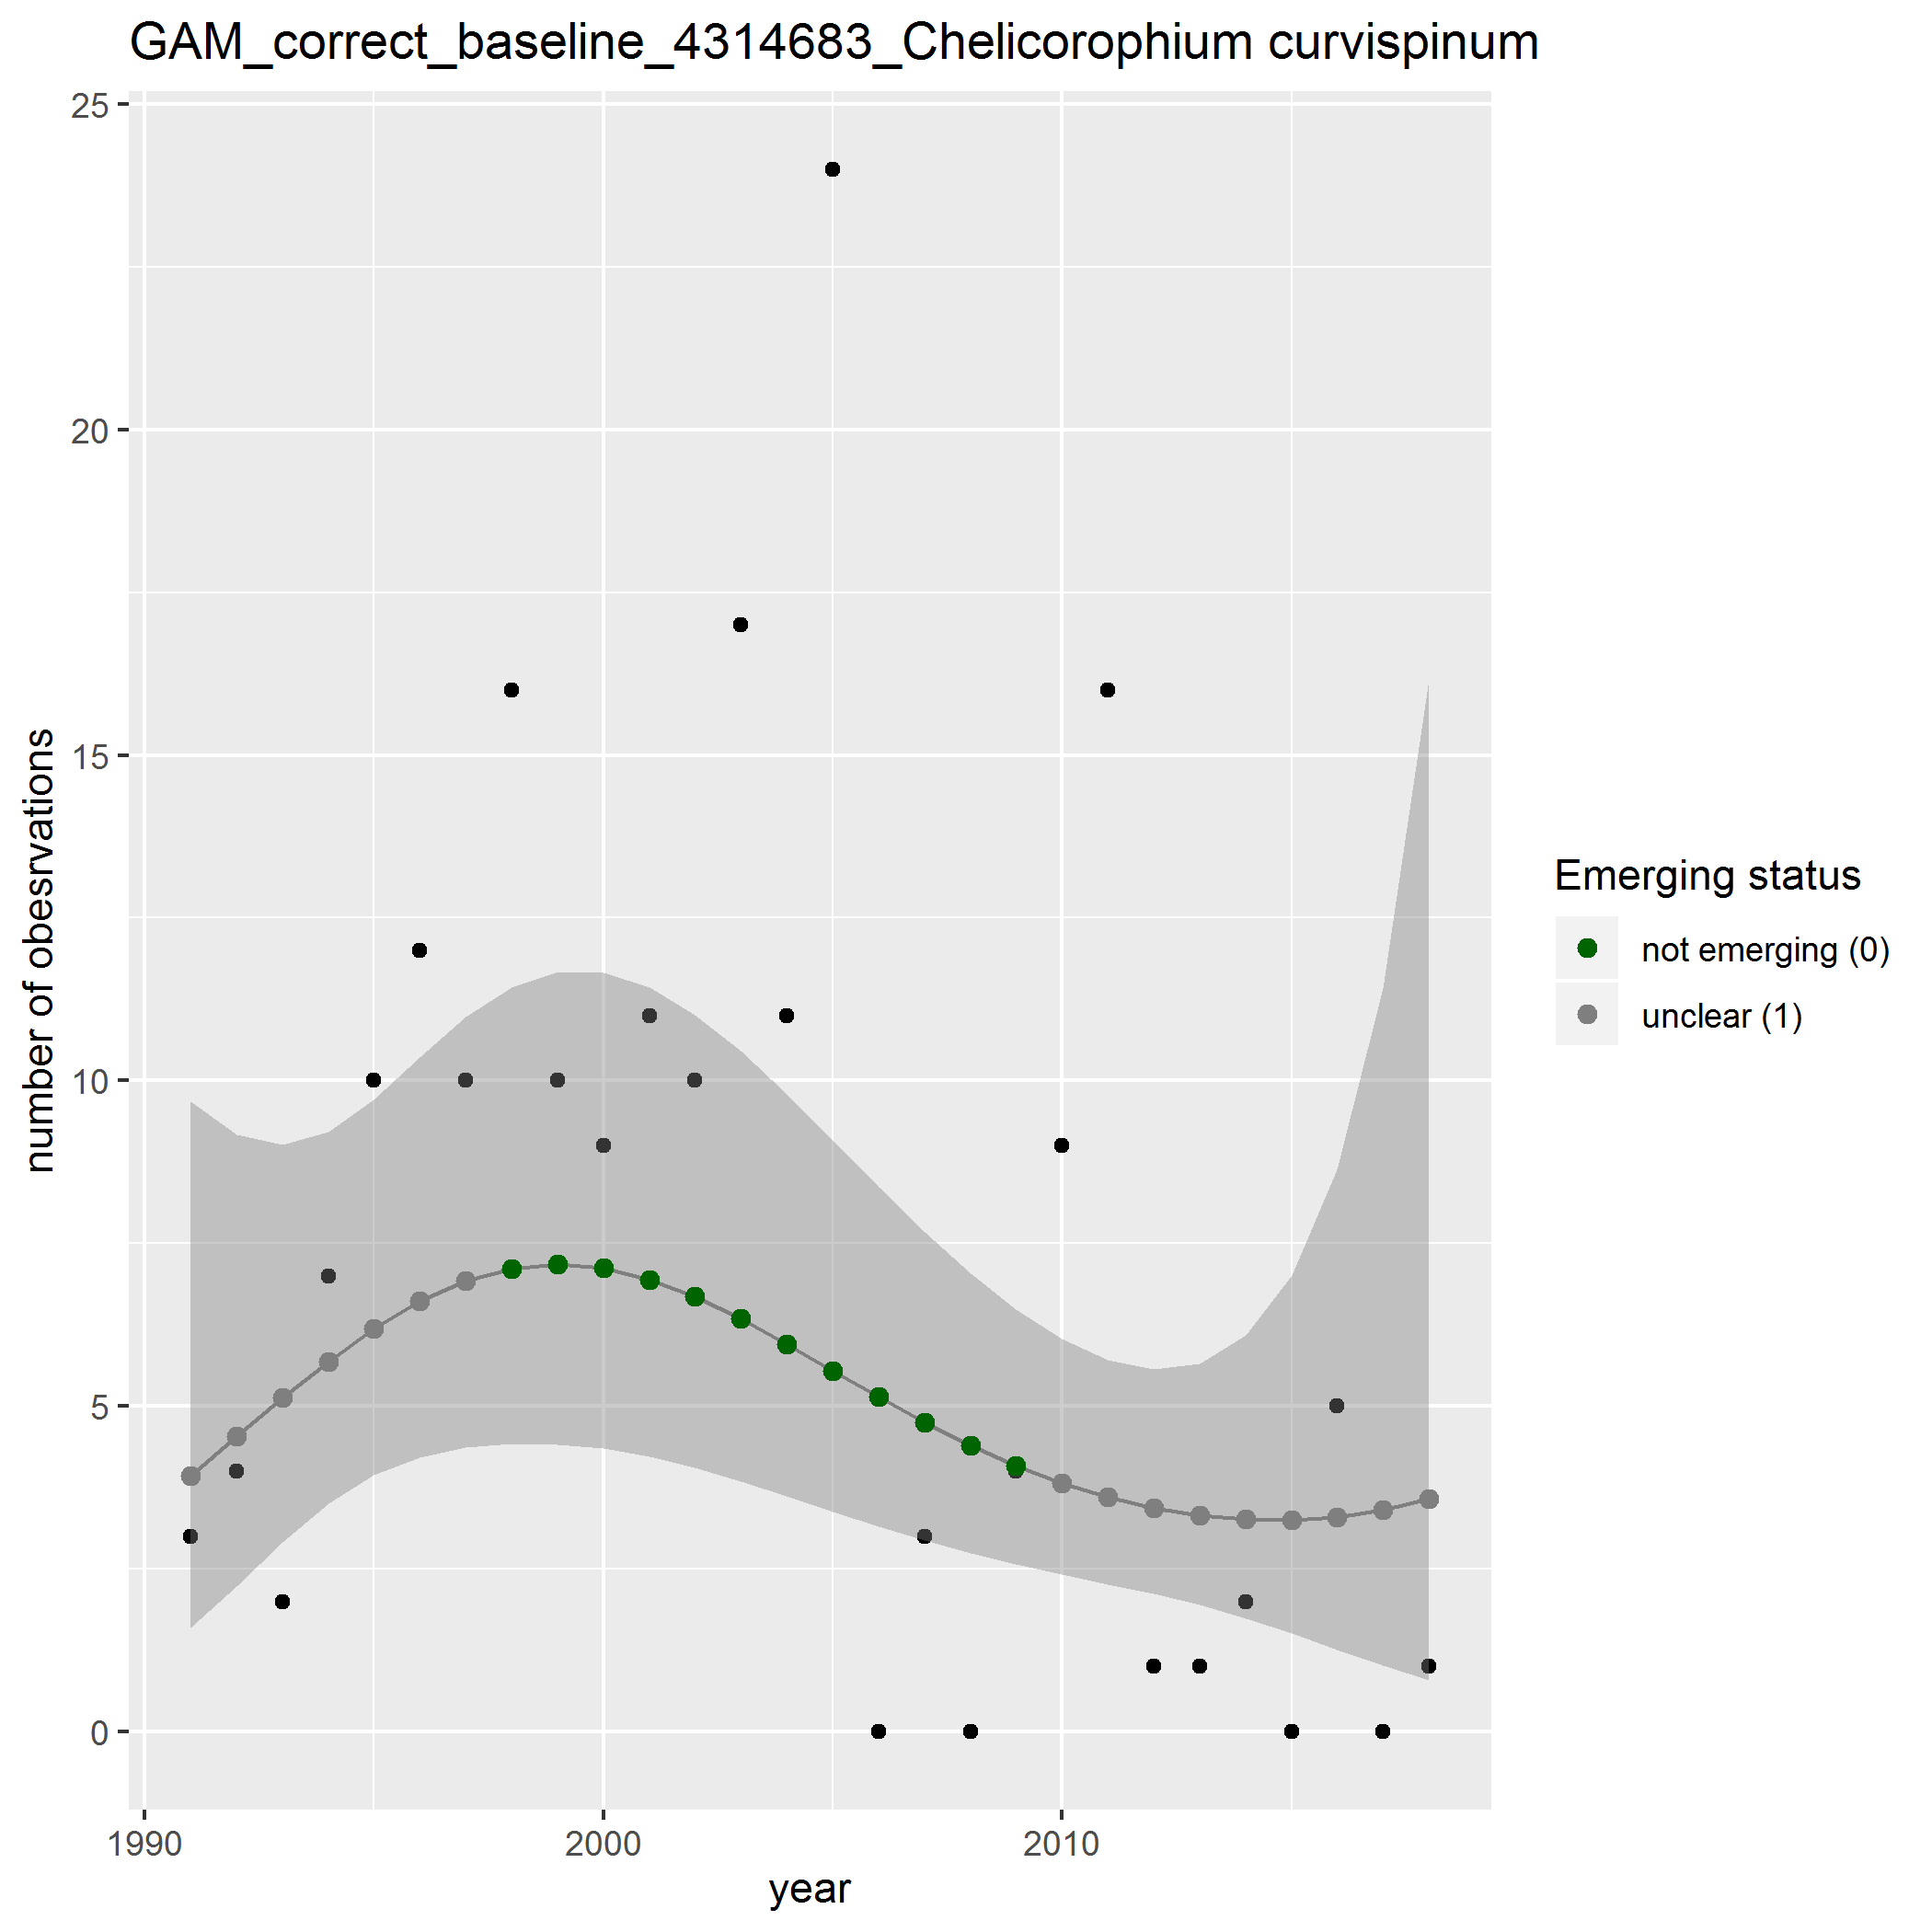 GAM_correct_baseline_4314683_Chelicorophium curvispinum
25
20
15
10
5
0
number of obesrvations
1990
2000
2010
year
Emerging status
not emerging (0)
unclear (1)